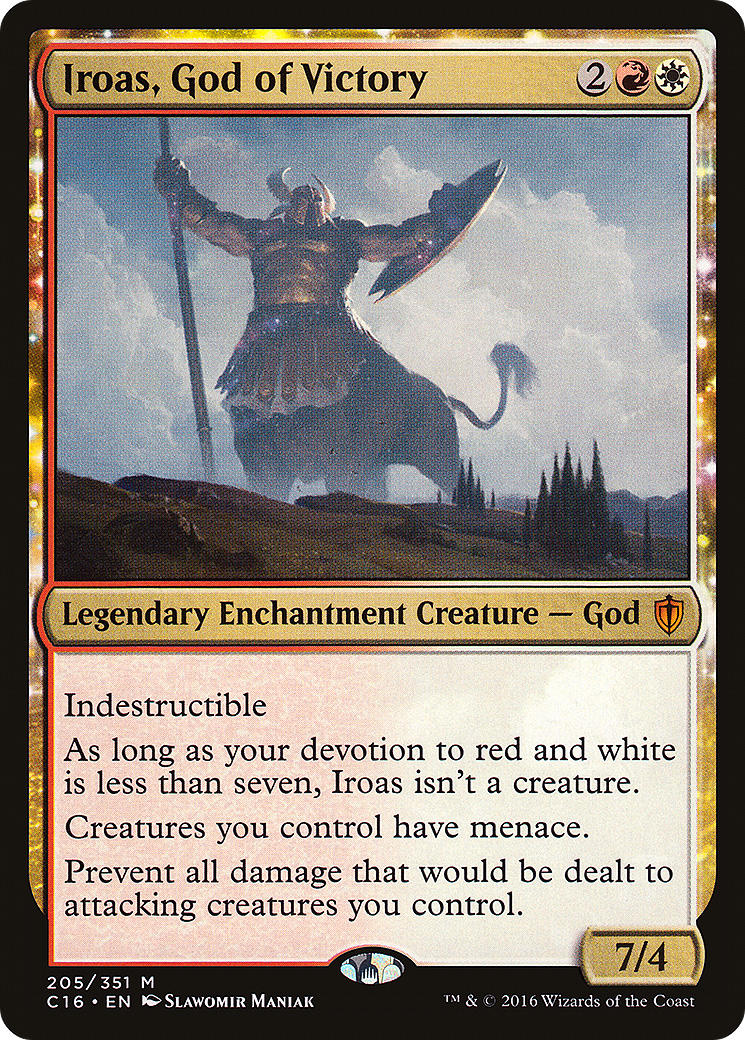 Iroas, God of Victory 2
Legendary Enchantment Creature — God
Indestructible
As long as your devotion to red and white
is less than seven, Iroas isn't a creature.
Creatures you control have menace.
Prevent all damage that would be dealt to
attacking creatures you control.
7/4
205/351 M
C16 • EN Slawomir Maniak ™ & © 2016 Wizards of the Coast